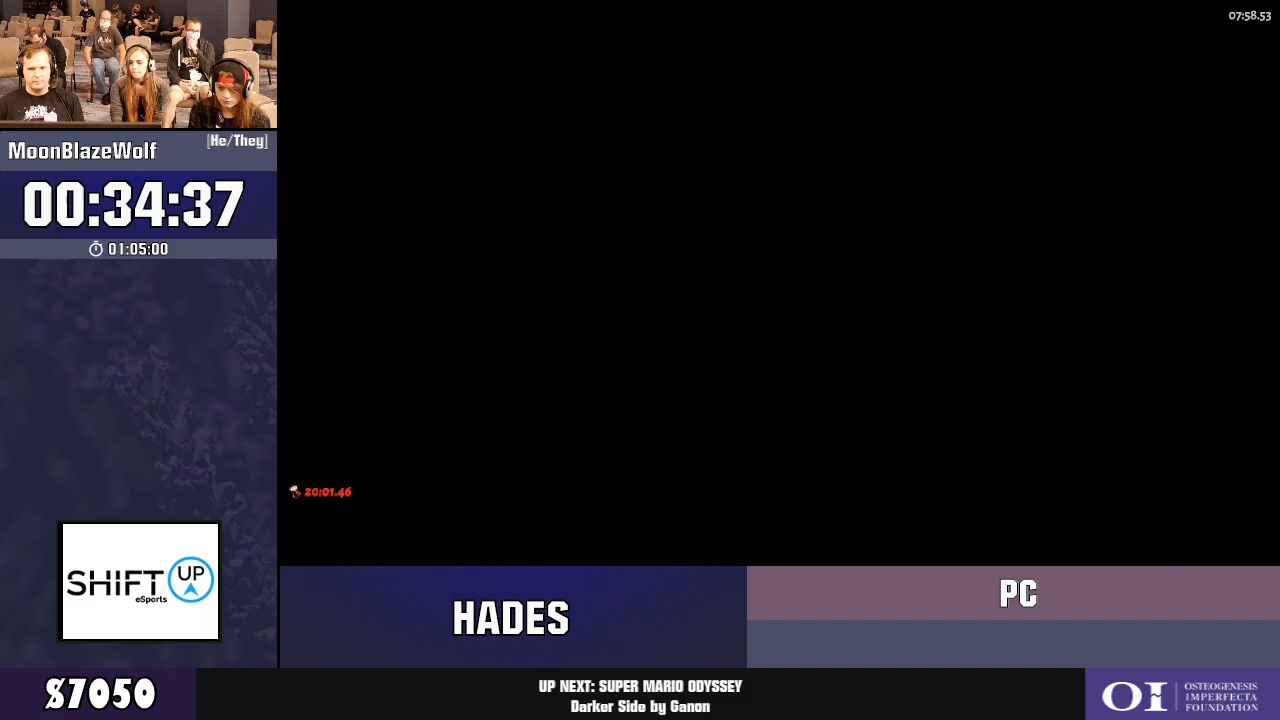 07:58.53
MoonBlazeWolf
[He/They]
00:34:37
01:05:00
20:01.46
SHIFT UP
eSports
HADES
PC
$7050
UP NEXT: SUPER MARIO ODYSSEY
Darker Side by Ganon
OI
OSTEOGENESIS
IMPERFECTA
FOUNDATION